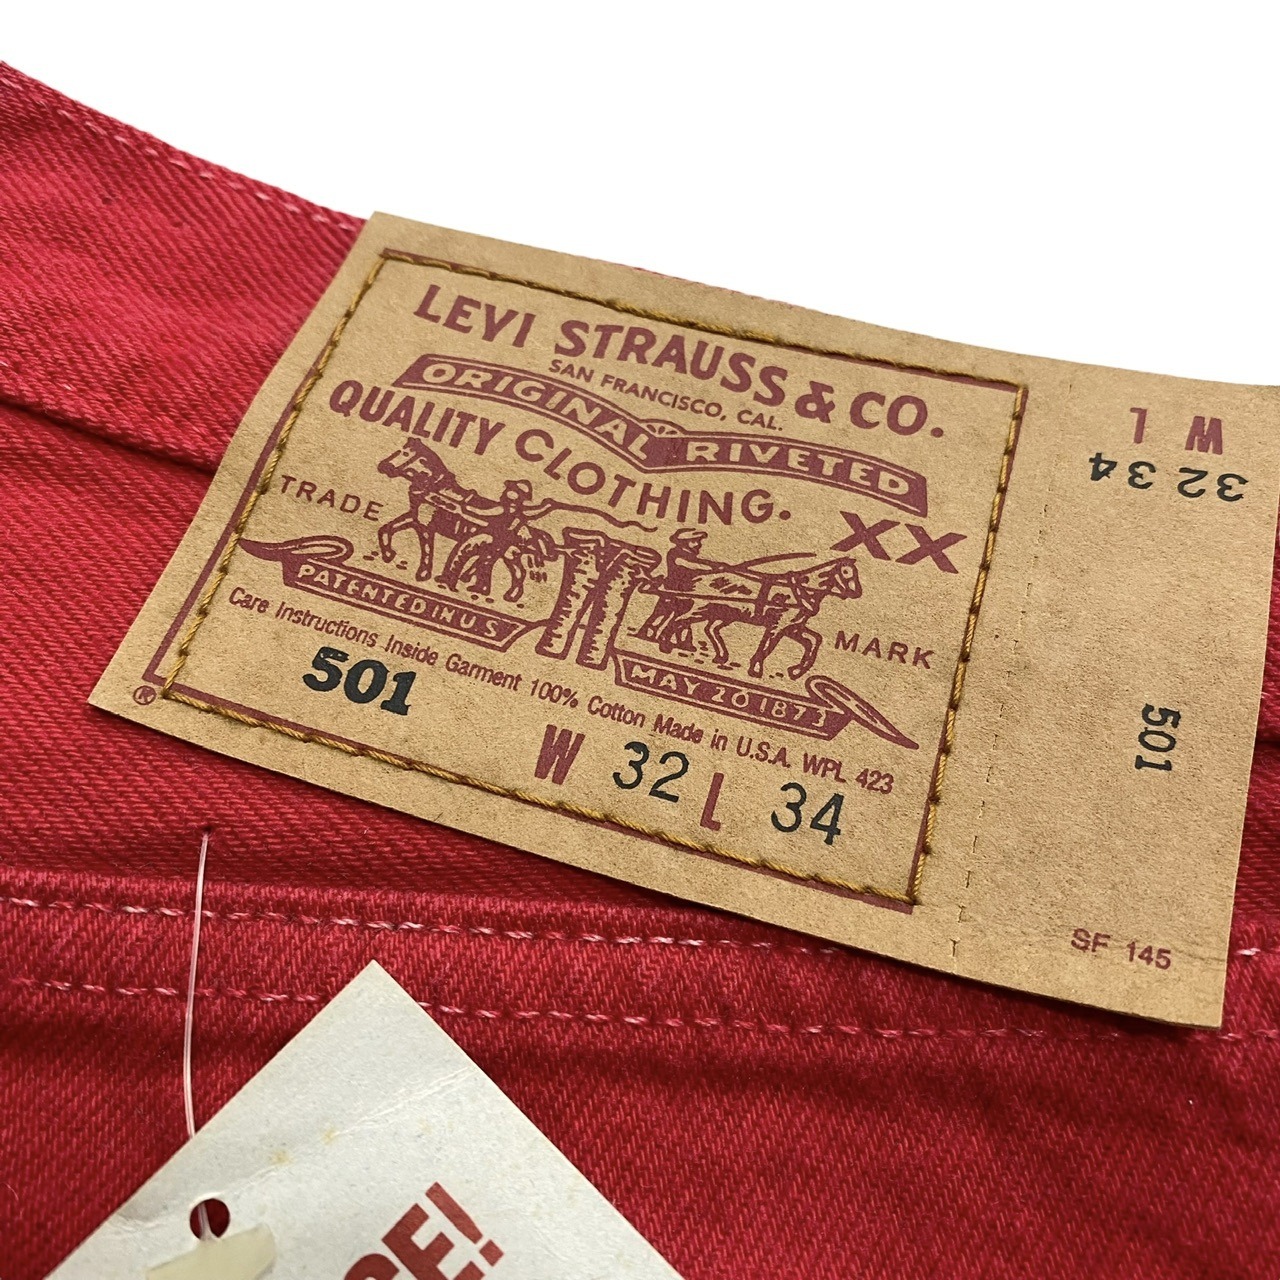 LEVI STRAUSS & CO.
SAN FRANCISCO, CAL.
ORIGINAL RIVETED
QUALITY CLOTHING.
TRADE
XX
MARK
PATENTED IN U S
MAY 20 1873
Care Instructions Inside Garment 100% Cotton Made in U.S.A. WPL 423
501
W 32 L 34
®
W L
32 34
501
SF 145